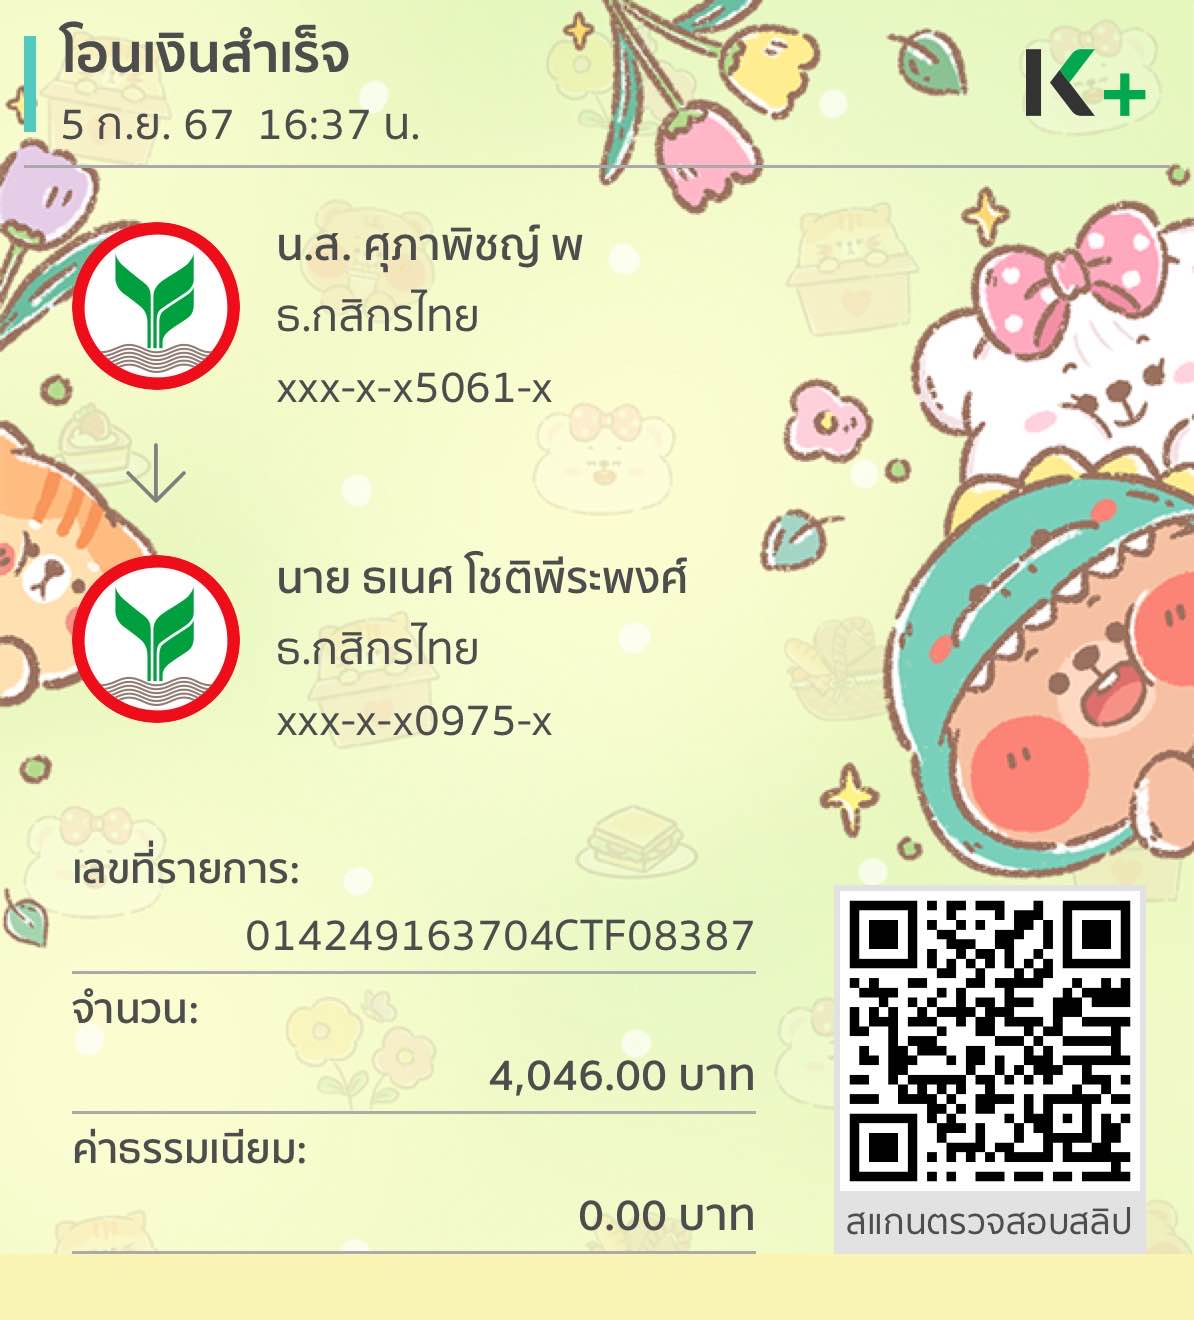 โอนเงินสำเร็จ
5 ก.ย. 67  16:37 น.
K+
น.ส. ศุภาพิชญ์ พ
ธ.กสิกรไทย
xxx-x-x5061-x
นาย ธเนศ โชติพีระพงศ์
ธ.กสิกรไทย
xxx-x-x0975-x
เลขที่รายการ:
014249163704CTF08387
จำนวน:
4,046.00 บาท
ค่าธรรมเนียม:
0.00 บาท
สแกนตรวจสอบสลิป